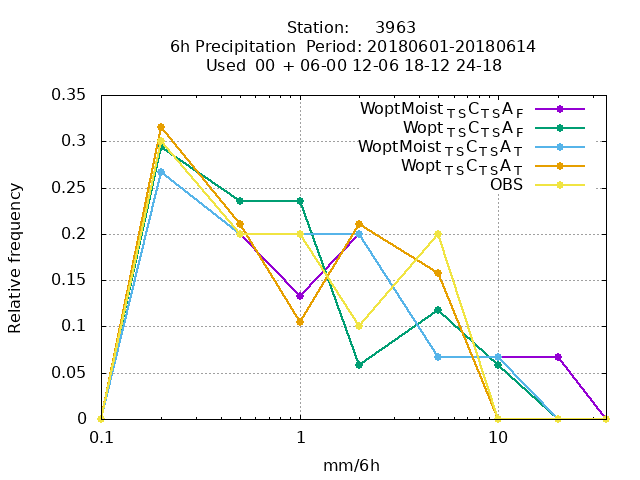 Station: 3963
6h Precipitation Period: 20180601-20180614
Used 00 + 06-00 12-06 18-12 24-18
WoptMoist TS C TS A F
Wopt TS C TS A F
WoptMoist TS C TS A T
Wopt TS C TS A T
OBS
0.35
0.3
0.25
0.2
0.15
0.1
0.05
0
Relative frequency
0.1 1 10
mm/6h